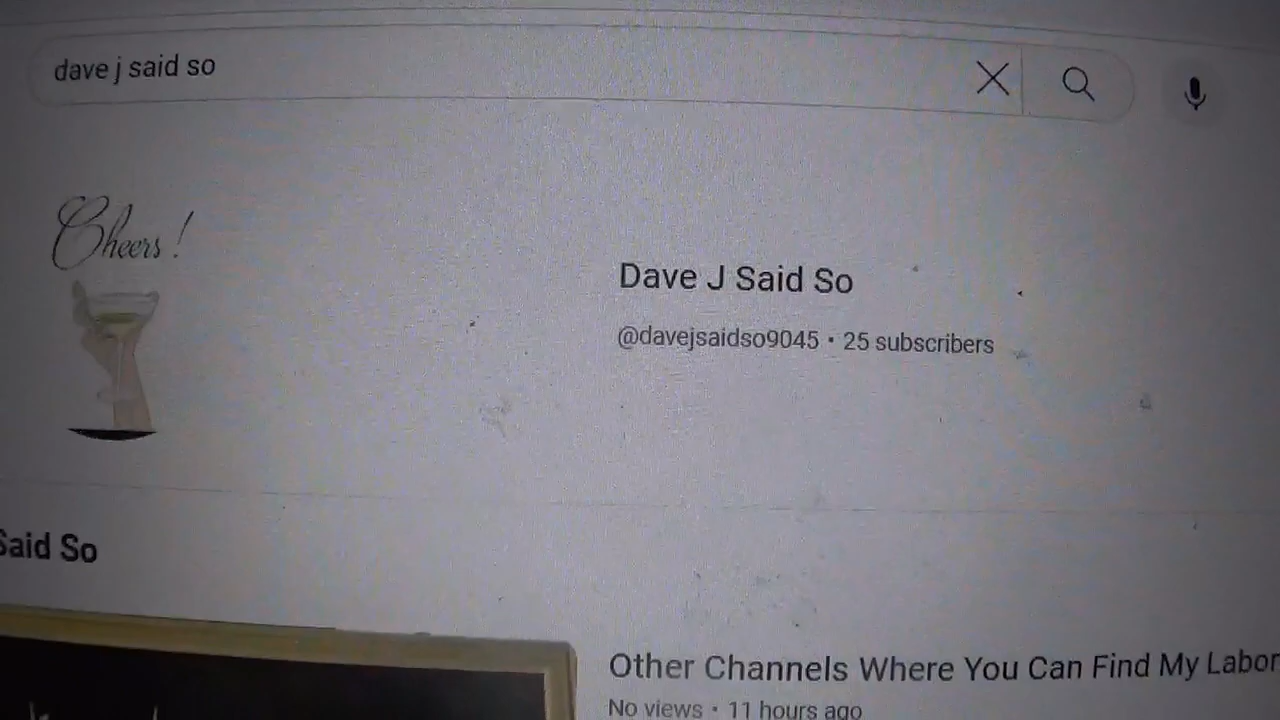 dave j said so
Cheers !
Dave J Said So
@davejsaidso9045 • 25 subscribers
Said So
Other Channels Where You Can Find My Labor
No views • 11 hours ago